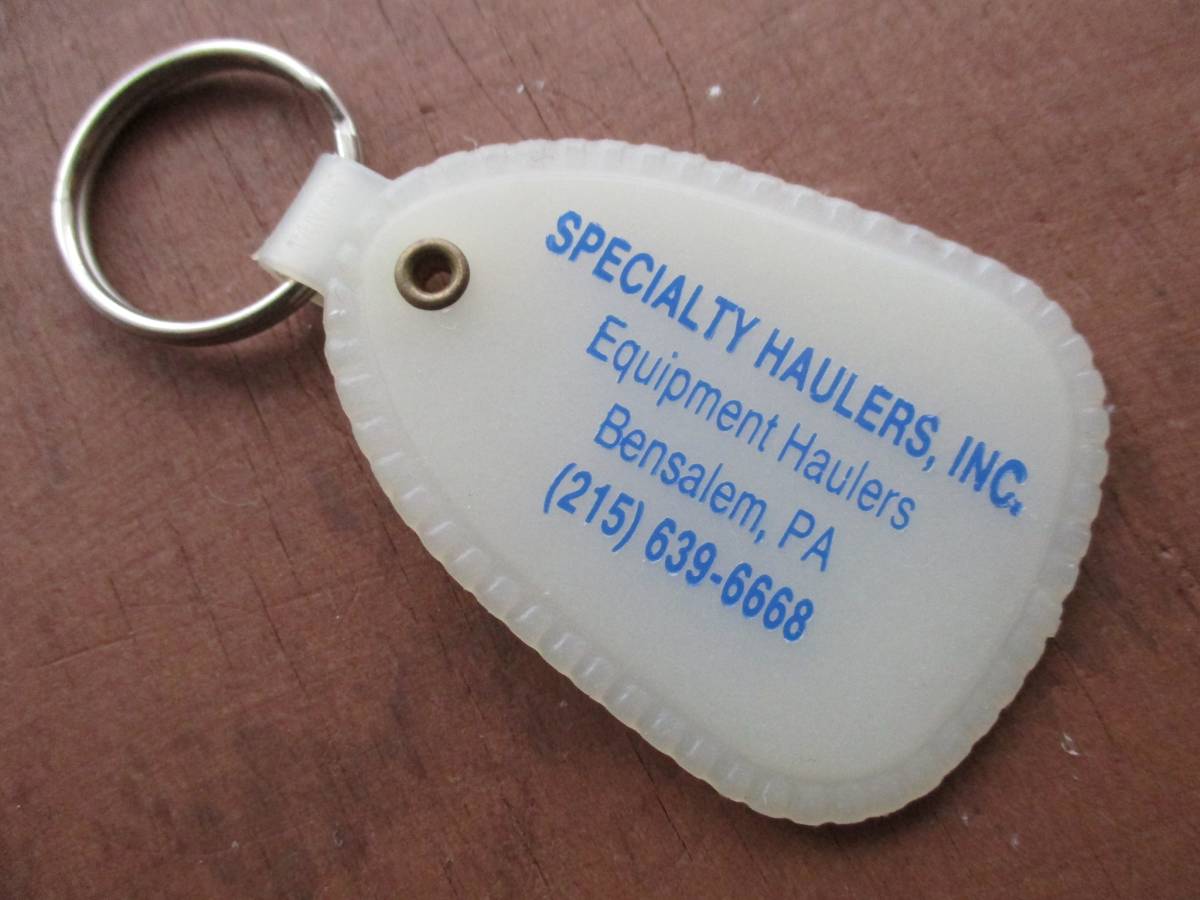 SPECIALTY HAULERS, INC.
Equipment Haulers
Bensalem, PA
(215) 639-6668